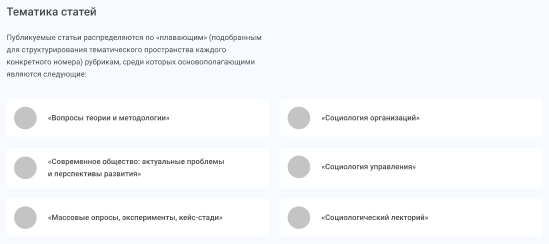 Тематика статей
Публикуемые статьи распределяются по «плавающим» (подобранным
для структурирования тематического пространства каждого
конкретного номера) рубрикам, среди которых основополагающими
являются следующие:
«Вопросы теории и методологии»
«Социология организаций»
«Современное общество: актуальные проблемы
и перспективы развития»
«Социология управления»
«Массовые опросы, эксперименты, кейс-стади»
«Социологический лекторий»